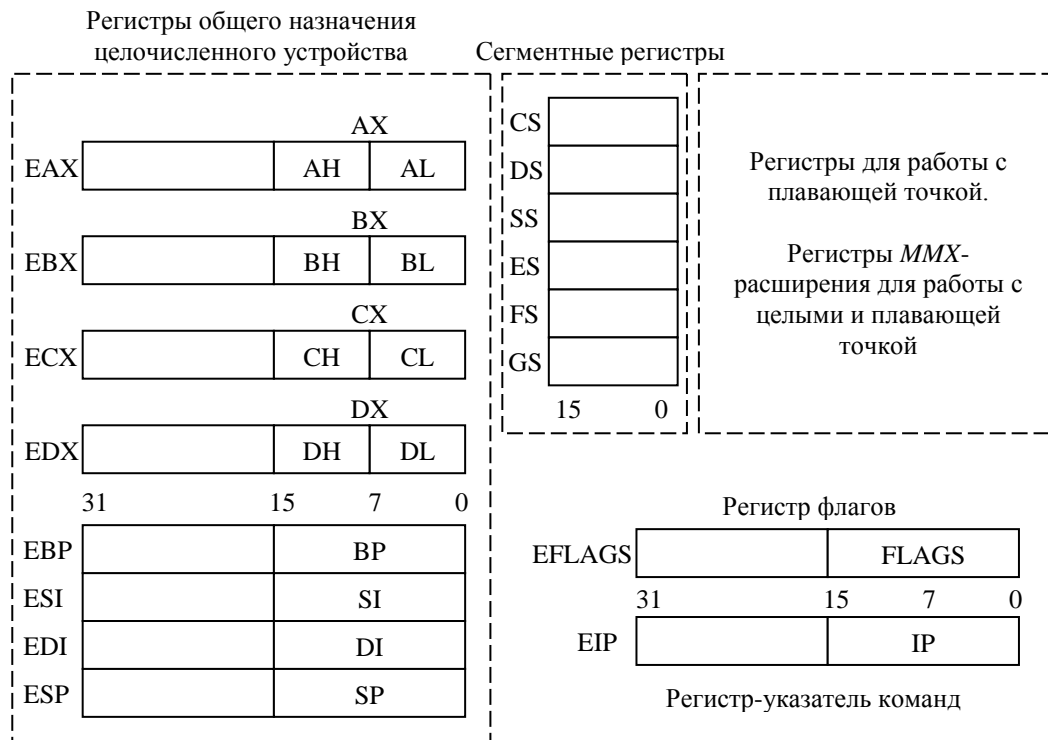 Регистры общего назначения
целочисленного устройства
AX
EAX AH AL
BX
EBX BH BL
CX
ECX CH CL
DX
EDX DH DL
31 15 7 0
EBP BP
ESI SI
EDI DI
ESP SP
Сегментные регистры
CS
DS
SS
ES
FS
GS
15 0
Регистры для работы с
плавающей точкой.
Регистры MMX-
расширения для работы с
целыми и плавающей
точкой
Регистр флагов
EFLAGS FLAGS
31 15 7 0
EIP IP
Регистр-указатель команд